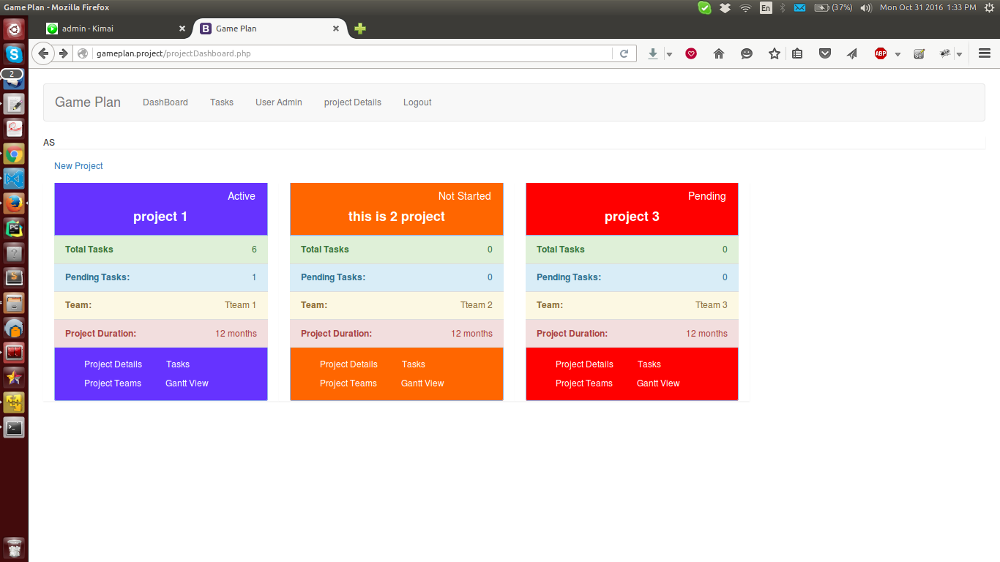 Game Plan - Mozilla Firefox
En
(37%)
Mon Oct 31 2016 1:33 PM
admin - Kimai
B
Game Plan
gameplan.project/projectDashboard.php
ABP
2
Game Plan
DashBoard
Tasks
User Admin
project Details
Logout
AS
New Project
Active
project 1
Total Tasks 6
Pending Tasks: 1
Team: Tteam 1
Project Duration: 12 months
Project Details Tasks
Project Teams Gantt View
Not Started
this is 2 project
Total Tasks 0
Pending Tasks: 0
Team: Tteam 2
Project Duration: 12 months
Project Details Tasks
Project Teams Gantt View
Pending
project 3
Total Tasks 0
Pending Tasks: 0
Team: Tteam 3
Project Duration: 12 months
Project Details Tasks
Project Teams Gantt View
PC